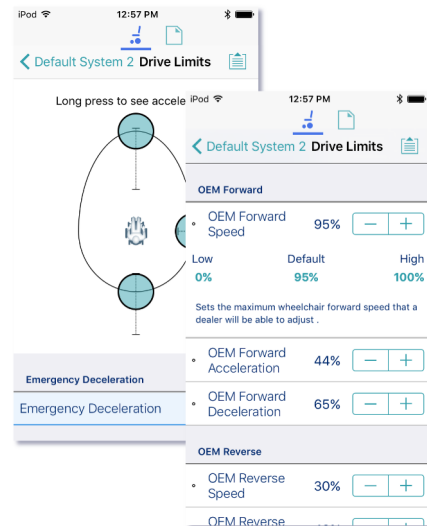 iPod 12:57 PM
Default System 2 Drive Limits
Long press to see accele
Emergency Deceleration
Emergency Deceleration
iPod 12:57 PM
Default System 2 Drive Limits
OEM Forward
OEM Forward
Speed
95% − +
Low Default High
0% 95% 100%
Sets the maximum wheelchair forward speed that a
dealer will be able to adjust .
OEM Forward
Acceleration
44% − +
OEM Forward
Deceleration
65% − +
OEM Reverse
OEM Reverse
Speed
30% − +
OEM Reverse